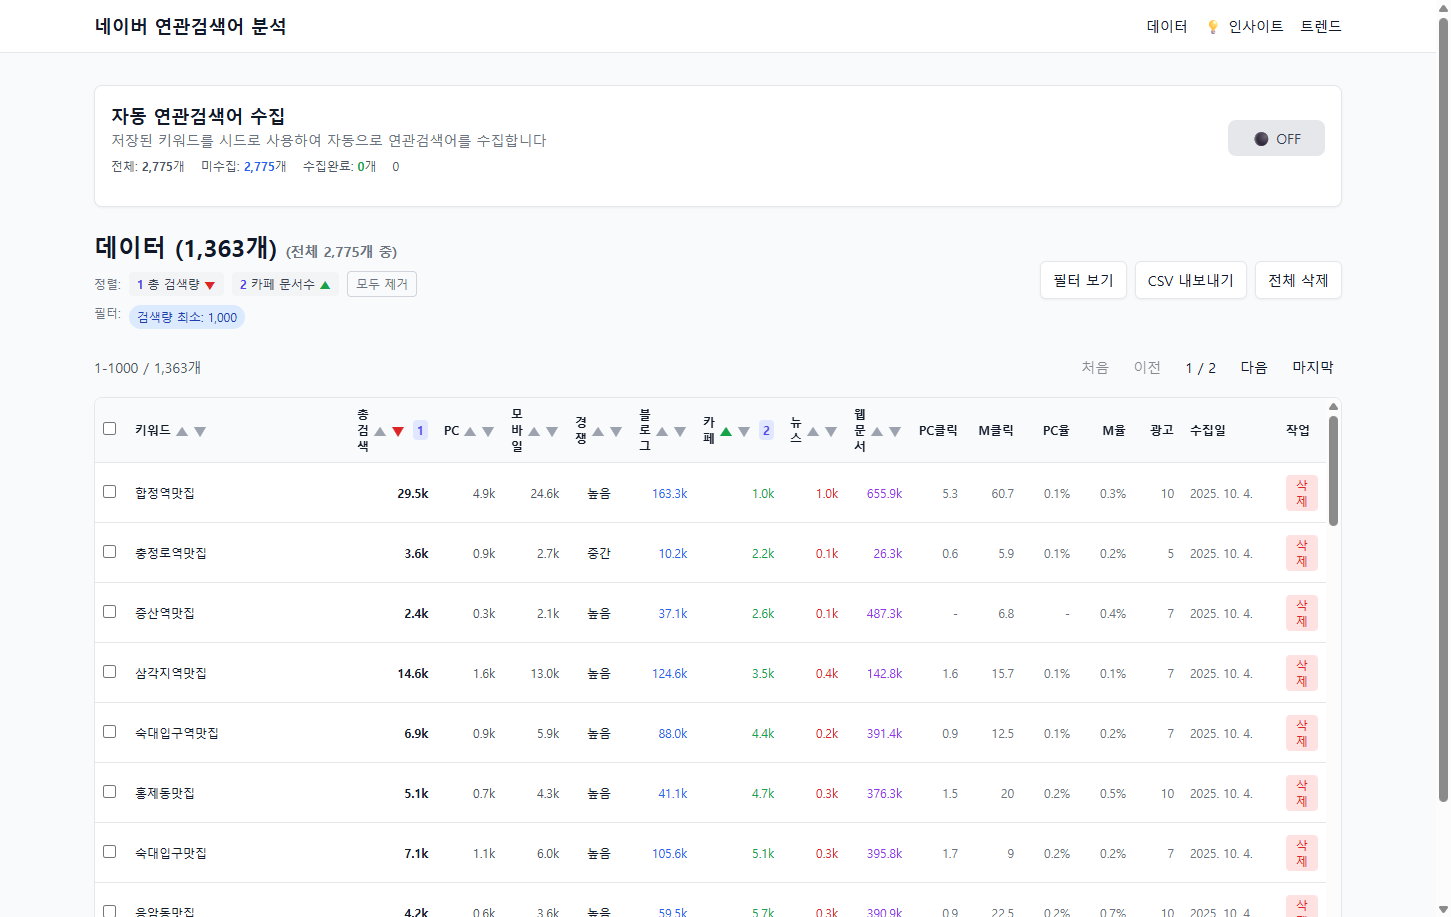 네이버 연관검색어 분석
데이터 💡 인사이트 트렌드
자동 연관검색어 수집
저장된 키워드를 시드로 사용하여 자동으로 연관검색어를 수집합니다
전체: 2,775개 미수집: 2,775개 수집완료: 0개 0
OFF
데이터 (1,363개) (전체 2,775개 중)
정렬: 1 총 검색량 ▼ 2 카페 문서수 ▲ 모두 제거
필터: 검색량 최소: 1,000
필터 보기 CSV 내보내기 전체 삭제
1-1000 / 1,363개 처음 이전 1 / 2 다음 마지막
키워드 ▲▼ 총검색 ▲▼ 1 PC ▲▼ 모바일 ▲▼ 경쟁 ▲▼ 블로그 ▲▼ 카페 ▲▼ 2 뉴스 ▲▼ 웹문서 ▲▼ PC클릭 M클릭 PC율 M율 광고 수집일 작업
합정역맛집 29.5k 4.9k 24.6k 높음 163.3k 1.0k 1.0k 655.9k 5.3 60.7 0.1% 0.3% 10 2025. 10. 4. 삭제
충정로역맛집 3.6k 0.9k 2.7k 중간 10.2k 2.2k 0.1k 26.3k 0.6 5.9 0.1% 0.2% 5 2025. 10. 4. 삭제
증산역맛집 2.4k 0.3k 2.1k 높음 37.1k 2.6k 0.1k 487.3k - 6.8 - 0.4% 7 2025. 10. 4. 삭제
삼각지역맛집 14.6k 1.6k 13.0k 높음 124.6k 3.5k 0.4k 142.8k 1.6 15.7 0.1% 0.1% 7 2025. 10. 4. 삭제
숙대입구역맛집 6.9k 0.9k 5.9k 높음 88.0k 4.4k 0.2k 391.4k 0.9 12.5 0.1% 0.2% 7 2025. 10. 4. 삭제
홍제동맛집 5.1k 0.7k 4.3k 높음 41.1k 4.7k 0.3k 376.3k 1.5 20 0.2% 0.5% 10 2025. 10. 4. 삭제
숙대입구맛집 7.1k 1.1k 6.0k 높음 105.6k 5.1k 0.3k 395.8k 1.7 9 0.2% 0.2% 7 2025. 10. 4. 삭제
응암동맛집 4.2k 0.6k 3.6k 높음 59.5k 5.7k 0.3k 390.9k 0.9 22.5 0.2% 0.7% 10 2025. 10. 4. 삭